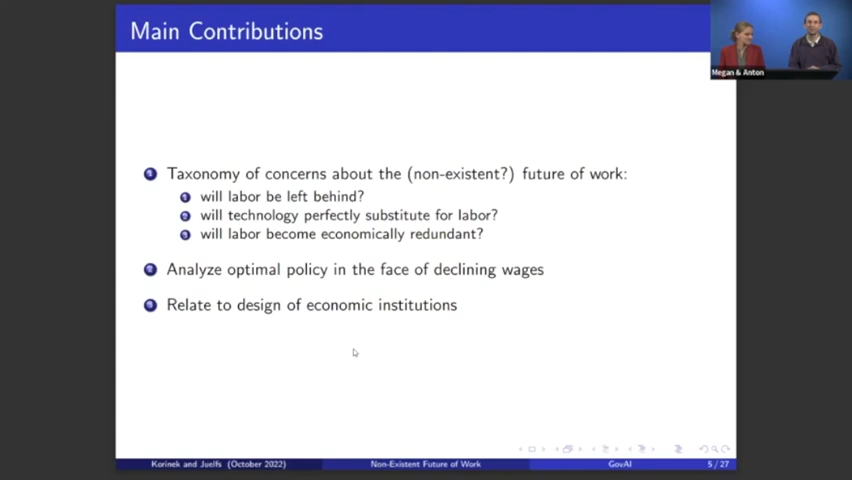 Main Contributions
Megan & Anton
1 Taxonomy of concerns about the (non-existent?) future of work:
1 will labor be left behind?
2 will technology perfectly substitute for labor?
3 will labor become economically redundant?
2 Analyze optimal policy in the face of declining wages
3 Relate to design of economic institutions
Korinek and Juelfs (October 2022) Non-Existent Future of Work GovAI 5 / 27